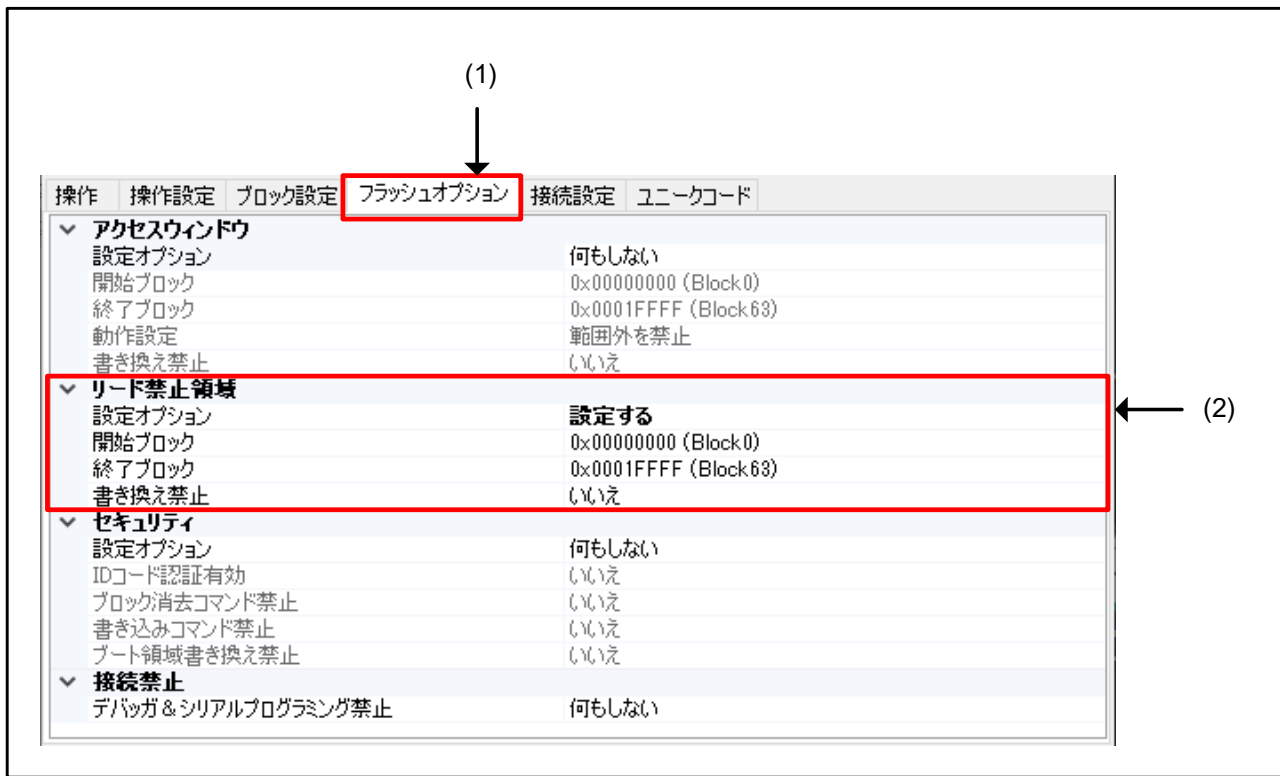 (1)
操作 操作設定 ブロック設定 フラッシュオプション 接続設定 ユニークコード
アクセスウィンドウ
設定オプション 何もしない
開始ブロック 0x00000000 (Block0)
終了ブロック 0x0001FFFF (Block63)
動作設定 範囲外を禁止
書き換え禁止 いいえ
リード禁止領域
設定オプション 設定する
(2)
開始ブロック 0x00000000 (Block0)
終了ブロック 0x0001FFFF (Block63)
書き換え禁止 いいえ
セキュリティ
設定オプション 何もしない
IDコード認証有効 いいえ
ブロック消去コマンド禁止 いいえ
書き込みコマンド禁止 いいえ
ブート領域書き換え禁止 いいえ
接続禁止
デバッガ&シリアルプログラミング禁止 何もしない